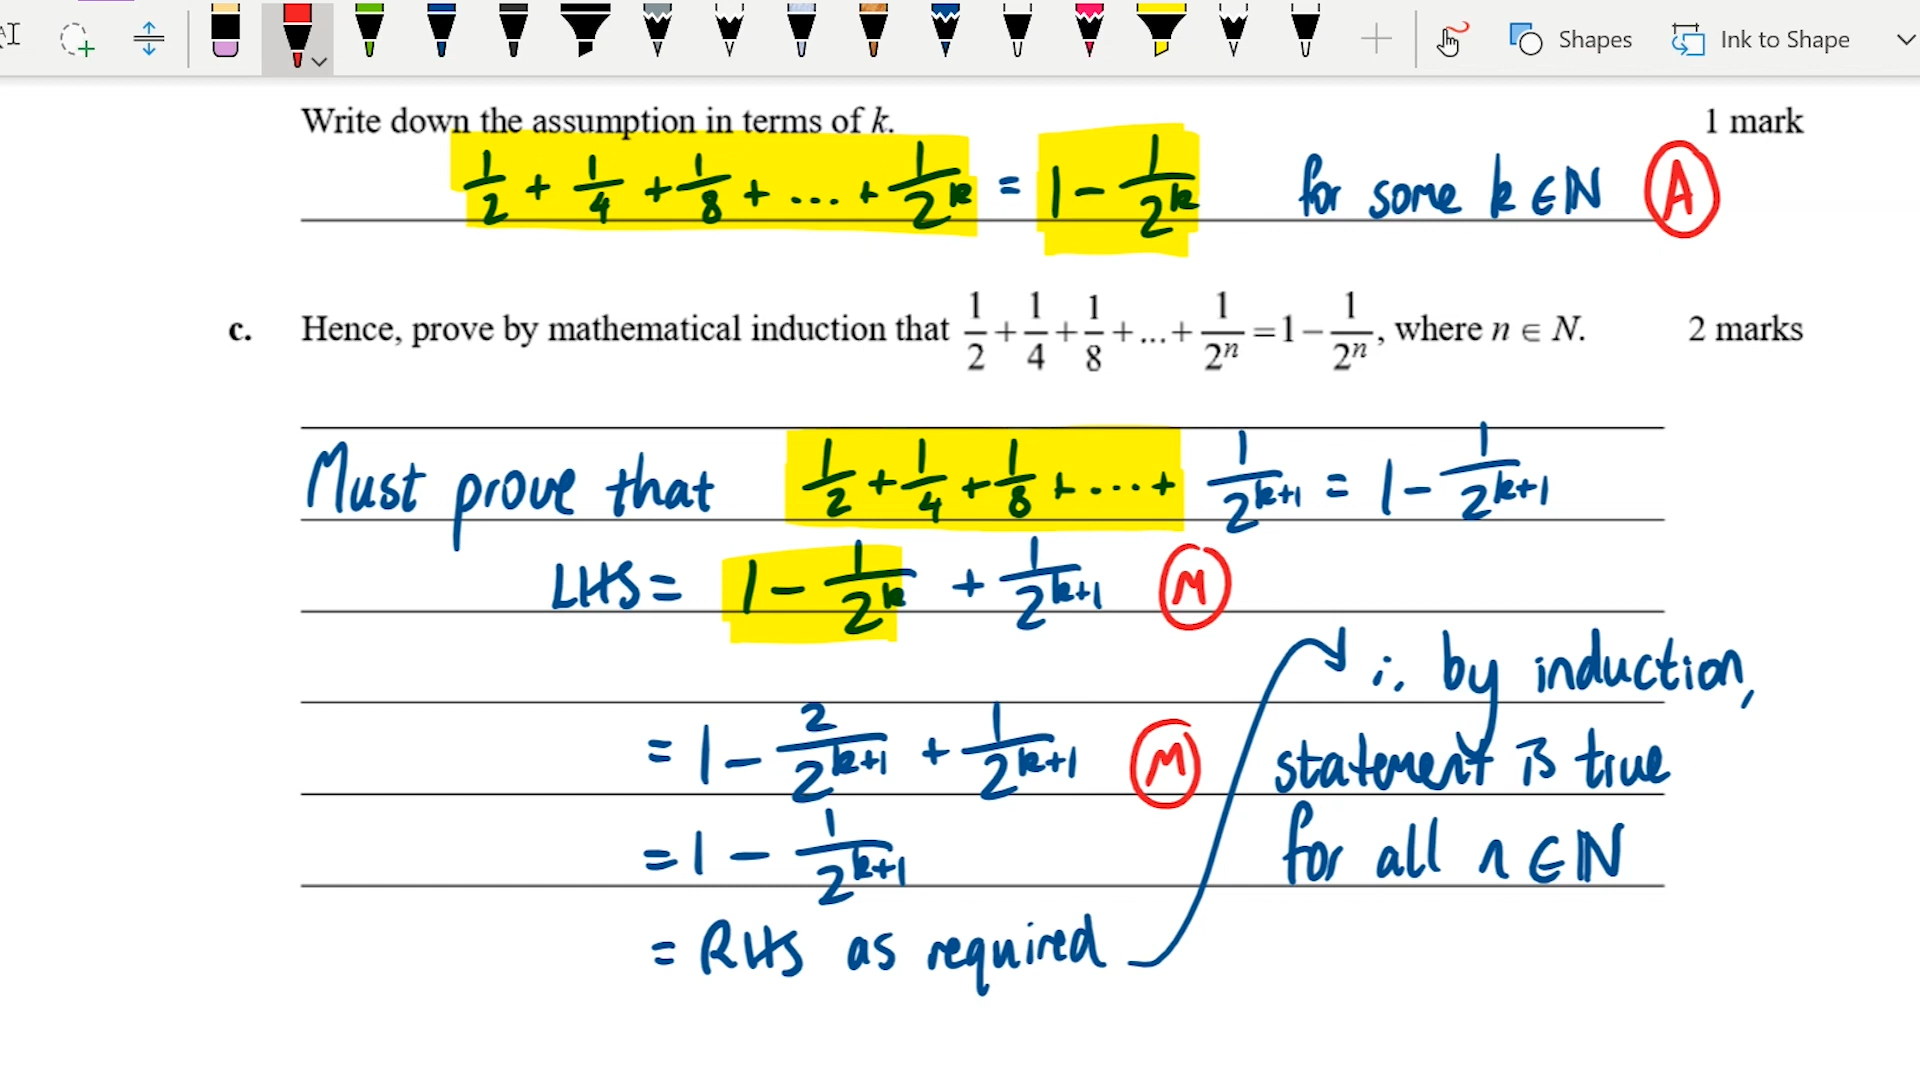 Shapes
Ink to Shape
Write down the assumption in terms of k. 1 mark
1/2 + 1/4 + 1/8 + ... + 1/2^k = 1 - 1/2^k for some k ∈ ℕ A
c. Hence, prove by mathematical induction that 1/2 + 1/4 + 1/8 + ... + 1/2^n = 1 - 1/2^n, where n ∈ N. 2 marks
Must prove that 1/2 + 1/4 + 1/8 + ... + 1/2^(k+1) = 1 - 1/2^(k+1)
LHS = 1 - 1/2^k + 1/2^(k+1) M
= 1 - 2/2^(k+1) + 1/2^(k+1) M
= 1 - 1/2^(k+1)
= RHS as required
∴ by induction,
statement is true
for all n ∈ ℕ